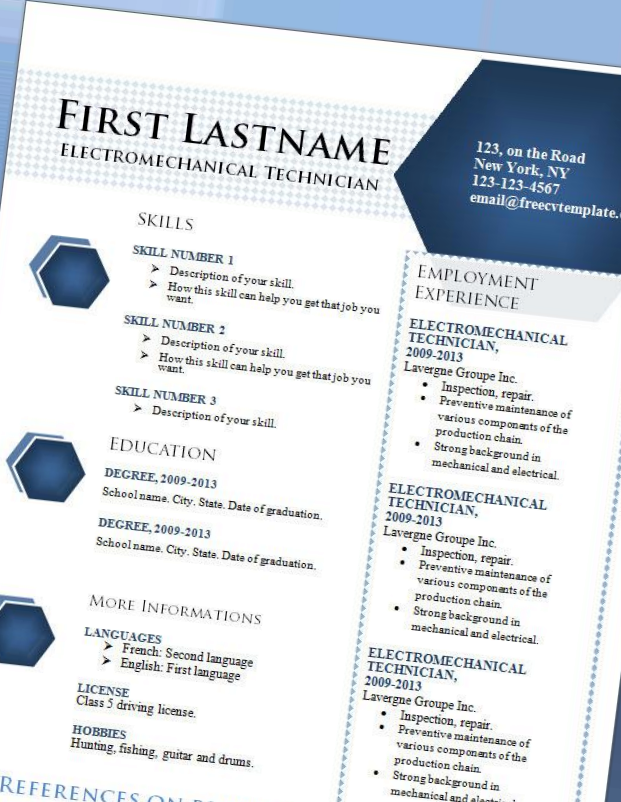 FIRST LASTNAME
ELECTROMECHANICAL TECHNICIAN
123, on the Road
New York, NY
123-123-4567
email@freecvtemplate.
SKILLS
SKILL NUMBER 1
➤ Description of your skill.
➤ How this skill can help you get that job you
want.
SKILL NUMBER 2
➤ Description of your skill.
➤ How this skill can help you get that job you
want.
SKILL NUMBER 3
➤ Description of your skill.
EDUCATION
DEGREE, 2009-2013
School name. City. State. Date of graduation.
DEGREE, 2009-2013
School name. City. State. Date of graduation.
MORE INFORMATIONS
LANGUAGES
➤ French: Second language
➤ English: First language
LICENSE
Class 5 driving license.
HOBBIES
Hunting, fishing, guitar and drums.
REFERENCES ON
EMPLOYMENT
EXPERIENCE
ELECTROMECHANICAL
TECHNICIAN,
2009-2013
Lavergne Groupe Inc.
• Inspection, repair.
• Preventive maintenance of
various components of the
production chain.
• Strong background in
mechanical and electrical.
ELECTROMECHANICAL
TECHNICIAN,
2009-2013
Lavergne Groupe Inc.
• Inspection, repair.
• Preventive maintenance of
various components of the
production chain.
• Strong background in
mechanical and electrical.
ELECTROMECHANICAL
TECHNICIAN,
2009-2013
Lavergne Groupe Inc.
• Inspection, repair.
• Preventive maintenance of
various components of the
production chain.
• Strong background in
mechanical and